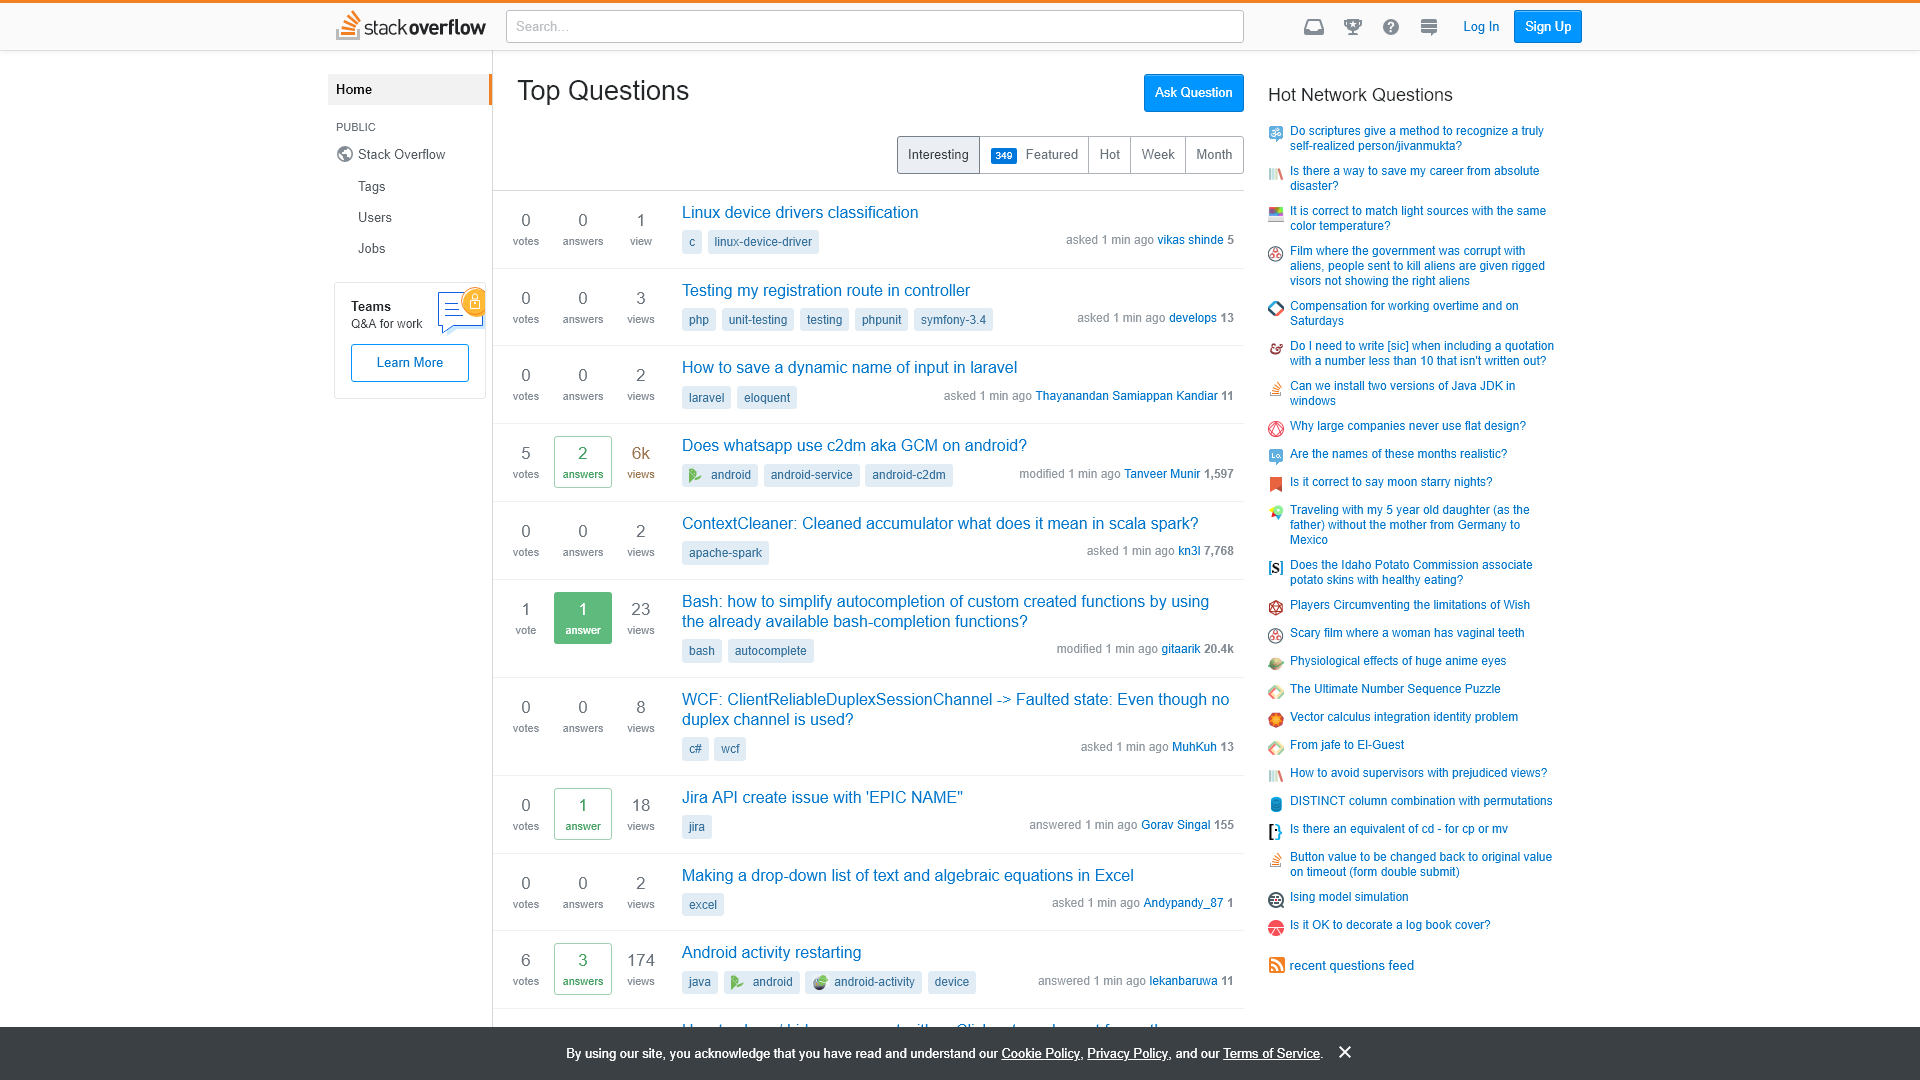 stackoverflow
Search...
Log In
Sign Up
Home
PUBLIC
Stack Overflow
Tags
Users
Jobs
Teams
Q&A for work
Learn More
Top Questions
Ask Question
Interesting
349 Featured
Hot
Week
Month
0 votes
0 answers
1 view
Linux device drivers classification
c linux-device-driver
asked 1 min ago vikas shinde 5
0 votes
0 answers
3 views
Testing my registration route in controller
php unit-testing testing phpunit symfony-3.4
asked 1 min ago develops 13
0 votes
0 answers
2 views
How to save a dynamic name of input in laravel
laravel eloquent
asked 1 min ago Thayanandan Samiappan Kandiar 11
5 votes
2 answers
6k views
Does whatsapp use c2dm aka GCM on android?
android android-service android-c2dm
modified 1 min ago Tanveer Munir 1,597
0 votes
0 answers
2 views
ContextCleaner: Cleaned accumulator what does it mean in scala spark?
apache-spark
asked 1 min ago kn3l 7,768
1 vote
1 answer
23 views
Bash: how to simplify autocompletion of custom created functions by using
the already available bash-completion functions?
bash autocomplete
modified 1 min ago gitaarik 20.4k
0 votes
0 answers
8 views
WCF: ClientReliableDuplexSessionChannel -> Faulted state: Even though no
duplex channel is used?
c# wcf
asked 1 min ago MuhKuh 13
0 votes
1 answer
18 views
Jira API create issue with 'EPIC NAME"
jira
answered 1 min ago Gorav Singal 155
0 votes
0 answers
2 views
Making a drop-down list of text and algebraic equations in Excel
excel
asked 1 min ago Andypandy_87 1
6 votes
3 answers
174 views
Android activity restarting
java android android-activity device
answered 1 min ago lekanbaruwa 11
Hot Network Questions
Do scriptures give a method to recognize a truly
self-realized person/jivanmukta?
Is there a way to save my career from absolute
disaster?
It is correct to match light sources with the same
color temperature?
Film where the government was corrupt with
aliens, people sent to kill aliens are given rigged
visors not showing the right aliens
Compensation for working overtime and on
Saturdays
Do I need to write [sic] when including a quotation
with a number less than 10 that isn't written out?
Can we install two versions of Java JDK in
windows
Why large companies never use flat design?
Are the names of these months realistic?
Is it correct to say moon starry nights?
Traveling with my 5 year old daughter (as the
father) without the mother from Germany to
Mexico
Does the Idaho Potato Commission associate
potato skins with healthy eating?
Players Circumventing the limitations of Wish
Scary film where a woman has vaginal teeth
Physiological effects of huge anime eyes
The Ultimate Number Sequence Puzzle
Vector calculus integration identity problem
From jafe to El-Guest
How to avoid supervisors with prejudiced views?
DISTINCT column combination with permutations
Is there an equivalent of cd - for cp or mv
Button value to be changed back to original value
on timeout (form double submit)
Ising model simulation
Is it OK to decorate a log book cover?
recent questions feed
By using our site, you acknowledge that you have read and understand our Cookie Policy, Privacy Policy, and our Terms of Service.